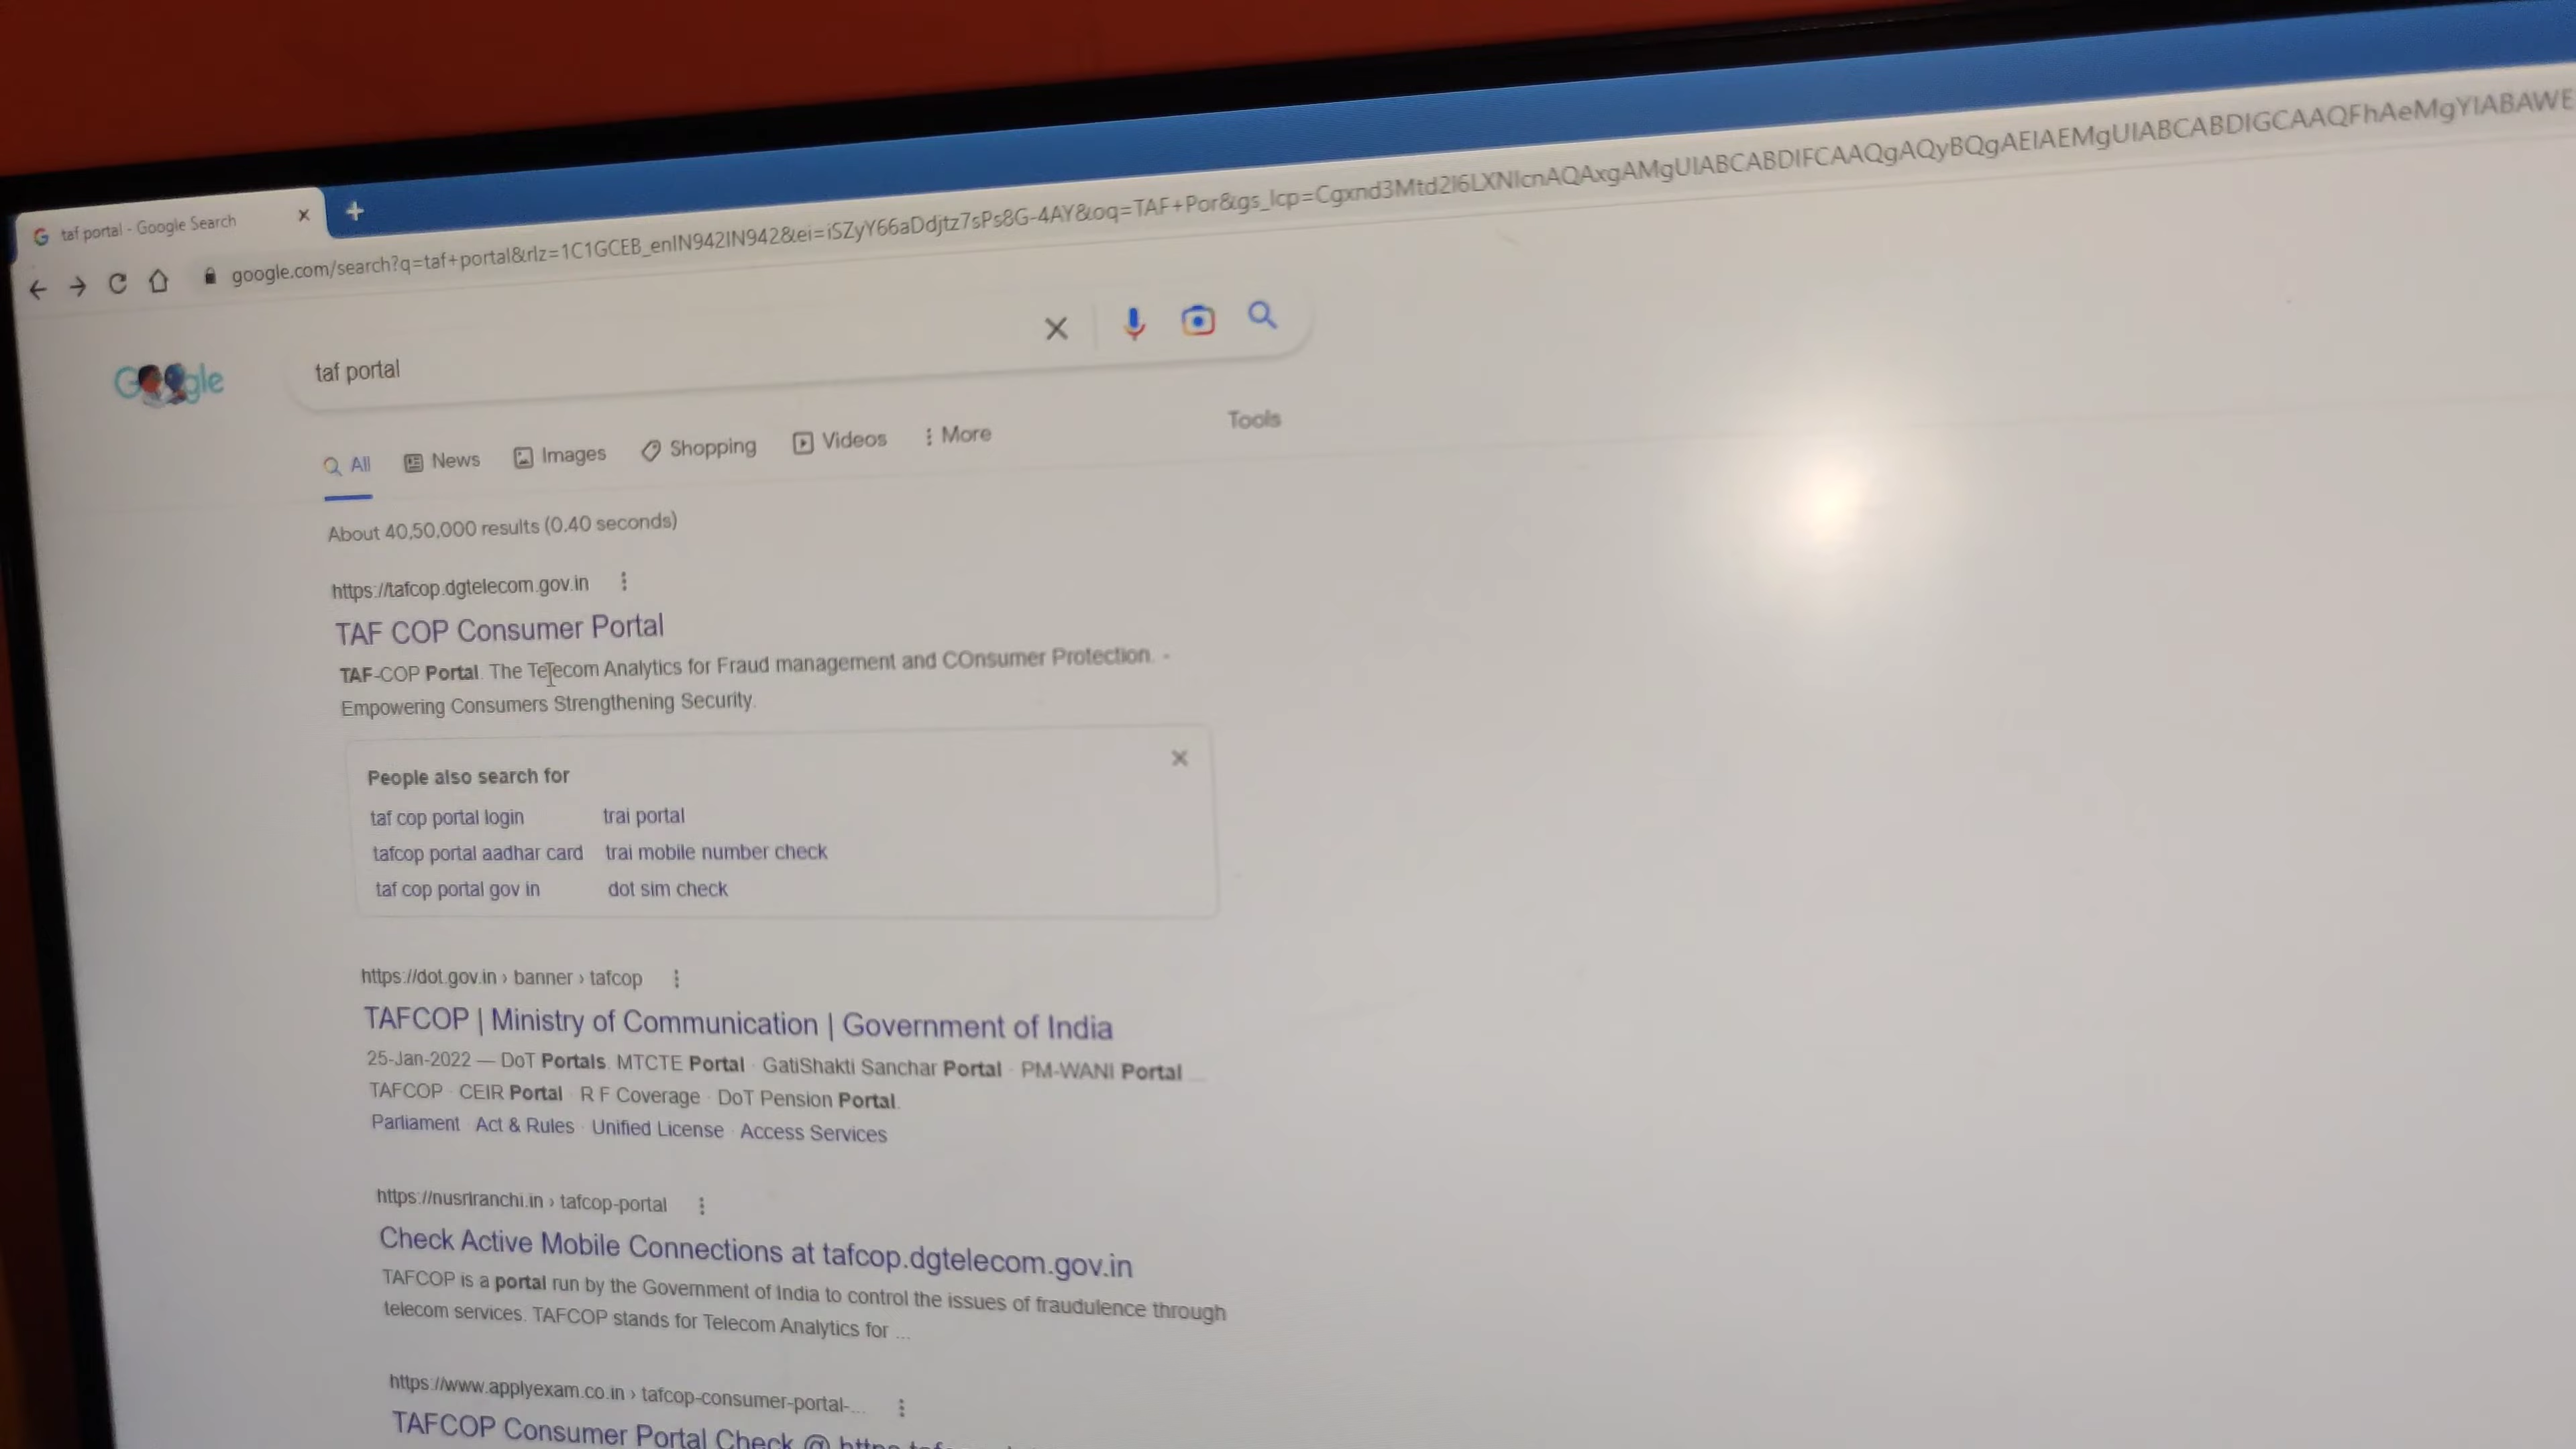 taf portal - Google Search
google.com/search?q=taf+portal&rlz=1C1GCEB_enIN942IN942&ei=iSZyY66aDdjtz7sPs8G-4AY&oq=TAF+Por&gs_lcp=Cgxnd3Mtd2l6LXNlcnAQAxgAMgUIABCABDIFCAAQgAQyBQgAEIAEMgUIABCABDIGCAAQFhAeMgYIABAWE
Google
taf portal
All News Images Shopping Videos More Tools
About 40,50,000 results (0.40 seconds)
https://tafcop.dgtelecom.gov.in
TAF COP Consumer Portal
TAF-COP Portal. The Telecom Analytics for Fraud management and COnsumer Protection. -
Empowering Consumers Strengthening Security.
People also search for
taf cop portal login trai portal
tafcop portal aadhar card trai mobile number check
taf cop portal gov in dot sim check
https://dot.gov.in › banner › tafcop
TAFCOP | Ministry of Communication | Government of India
25-Jan-2022 — DoT Portals. MTCTE Portal · GatiShakti Sanchar Portal · PM-WANI Portal
TAFCOP · CEIR Portal · R F Coverage · DoT Pension Portal.
Parliament · Act & Rules · Unified License · Access Services
https://nusrlranchi.in › tafcop-portal
Check Active Mobile Connections at tafcop.dgtelecom.gov.in
TAFCOP is a portal run by the Government of India to control the issues of fraudulence through
telecom services. TAFCOP stands for Telecom Analytics for ...
https://www.applyexam.co.in › tafcop-consumer-portal-...
TAFCOP Consumer Portal Check @